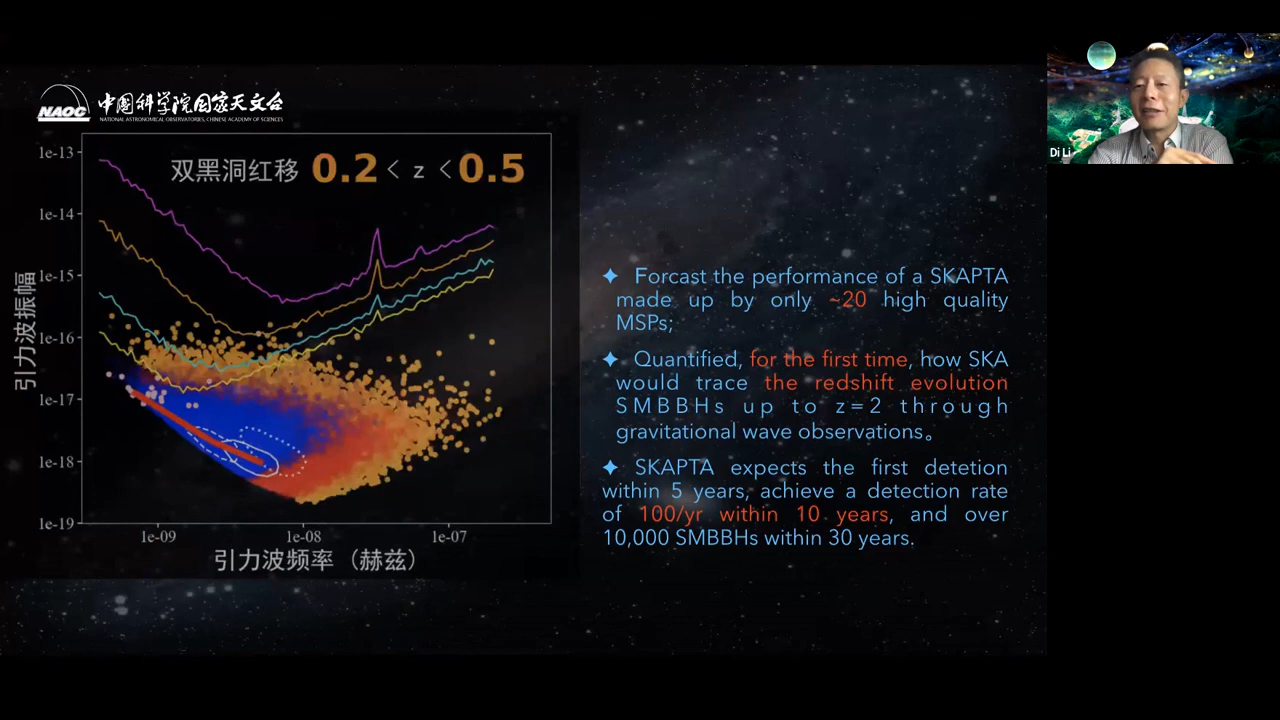 NAOC 中国科学院国家天文台
NATIONAL ASTRONOMICAL OBSERVATORIES, CHINESE ACADEMY OF SCIENCES
Di Li
双黑洞红移 0.2 < z < 0.5
1e-13
1e-14
1e-15
1e-16
1e-17
1e-18
1e-19
引力波振幅
1e-09 1e-08 1e-07
引力波频率（赫兹）
✦ Forcast the performance of a SKAPTA
made up by only ~20 high quality
MSPs;
✦ Quantified, for the first time, how SKA
would trace the redshift evolution
SMBBHs up to z=2 through
gravitational wave observations。
✦ SKAPTA expects the first detetion
within 5 years, achieve a detection rate
of 100/yr within 10 years, and over
10,000 SMBBHs within 30 years.